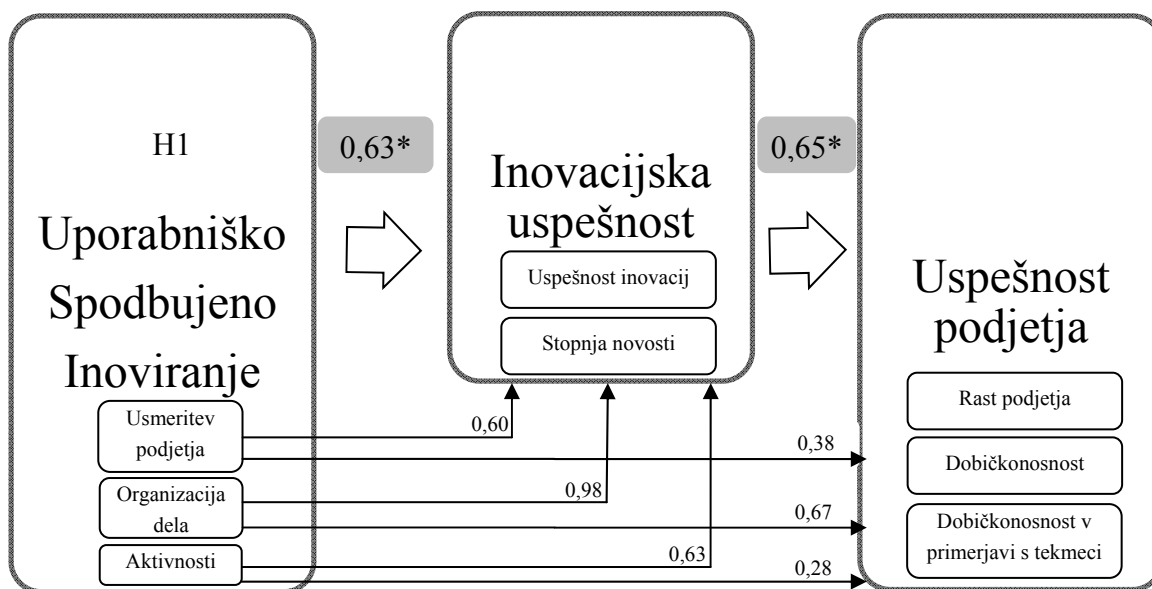 H1
Uporabniško
Spodbujeno
Inoviranje
Usmeritev
podjetja
Organizacija
dela
Aktivnosti
0,63*
Inovacijska
uspešnost
Uspešnost inovacij
Stopnja novosti
0,65*
Uspešnost
podjetja
Rast podjetja
Dobičkonosnost
Dobičkonosnost v
primerjavi s tekmeci
0,60
0,38
0,98
0,67
0,63
0,28